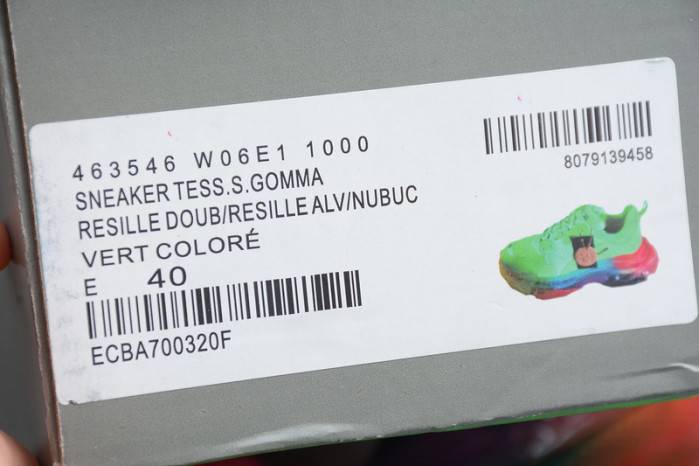 463546 W06E1 1000
SNEAKER TESS.S.GOMMA
RESILLE DOUB/RESILLE ALV/NUBUC
VERT COLORÉ
E 40
ECBA700320F
8079139458